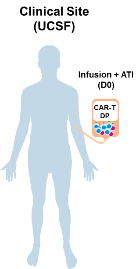 Clinical Site
(UCSF)
Infusion + ATI
(D0)
CAR-T
DP